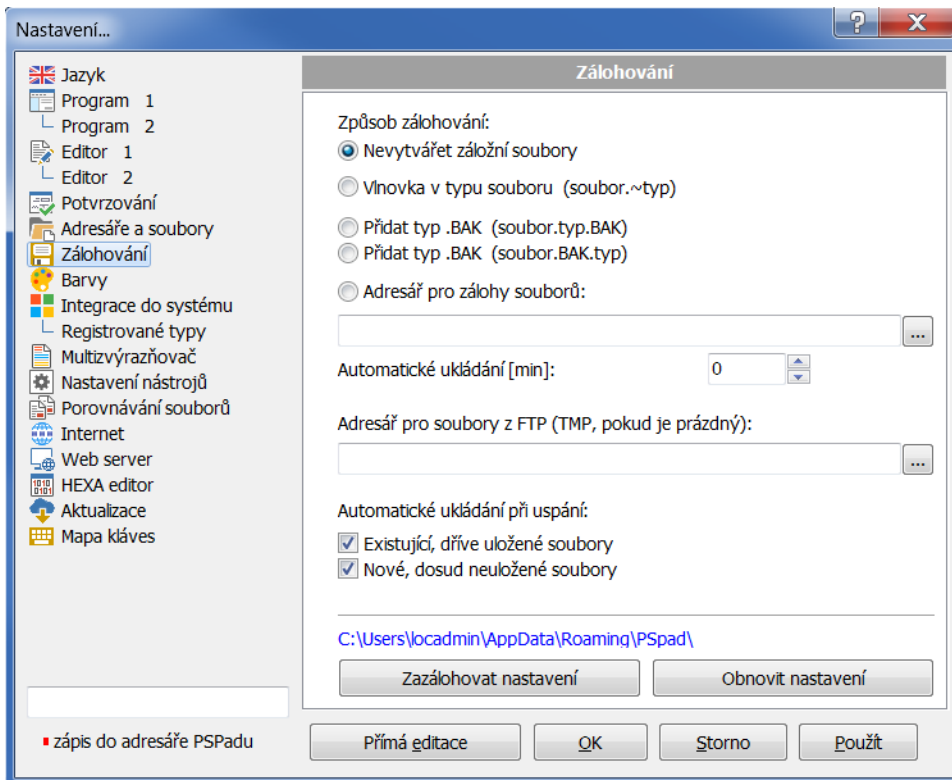 Nastavení...
Jazyk
Program 1
Program 2
Editor 1
Editor 2
Potvrzování
Adresáře a soubory
Zálohování
Barvy
Integrace do systému
Registrované typy
Multizvýrazňovač
Nastavení nástrojů
Porovnávání souborů
Internet
Web server
HEXA editor
Aktualizace
Mapa kláves
zápis do adresáře PSPadu
Zálohování
Způsob zálohování:
Nevytvářet záložní soubory
Vlnovka v typu souboru (soubor.~typ)
Přidat typ .BAK (soubor.typ.BAK)
Přidat typ .BAK (soubor.BAK.typ)
Adresář pro zálohy souborů:
...
Automatické ukládání [min]: 0
Adresář pro soubory z FTP (TMP, pokud je prázdný):
...
Automatické ukládání při uspání:
Existující, dříve uložené soubory
Nové, dosud neuložené soubory
C:\Users\locadmin\AppData\Roaming\PSpad\
Zazálohovat nastavení Obnovit nastavení
Přímá editace OK Storno Použít